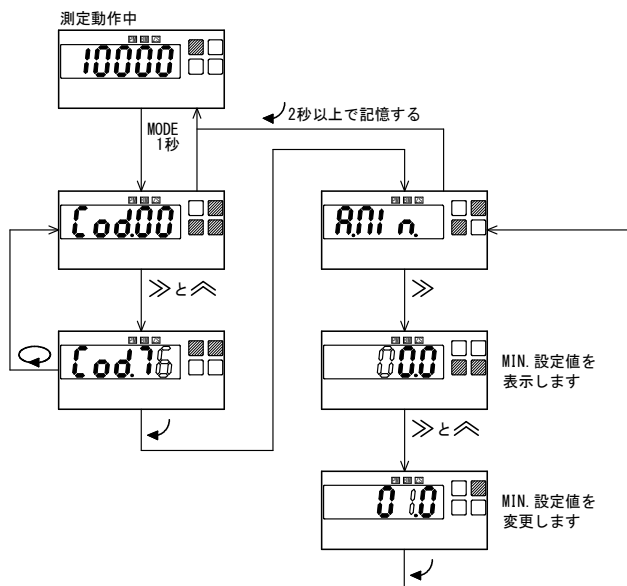 測定動作中
10000
2秒以上で記憶する
MODE
1秒
Cod.00
A.MIn.
≫と︽
≫
Cod.76
00.0
MIN. 設定値を
表示します
≫と︽
01.0
MIN. 設定値を
変更します